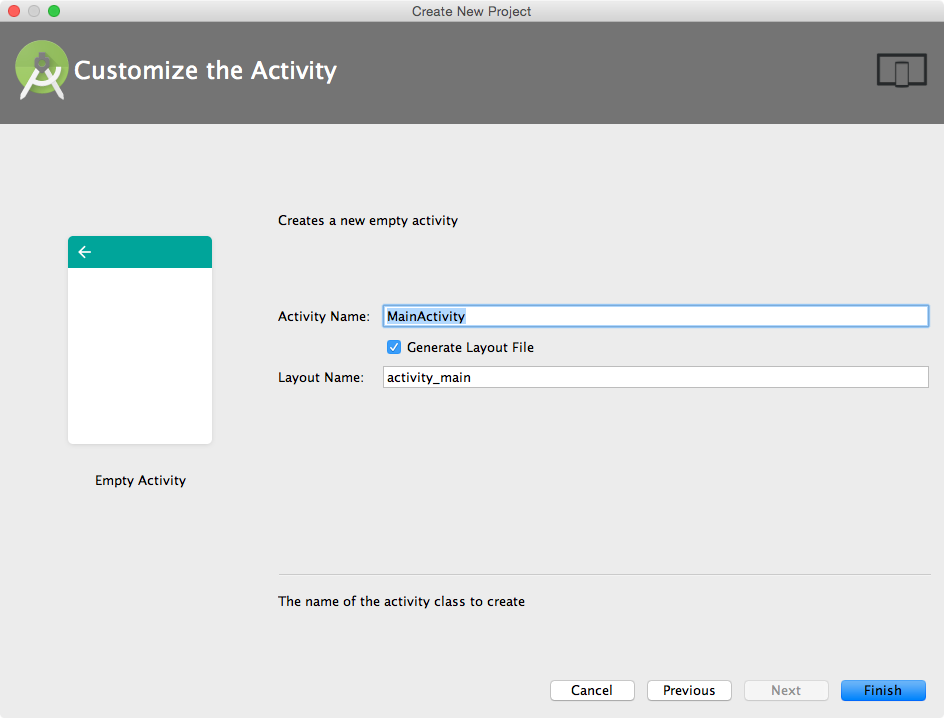 Create New Project
Customize the Activity
Creates a new empty activity
Activity Name: MainActivity
Generate Layout File
Layout Name: activity_main
Empty Activity
The name of the activity class to create
Cancel Previous Next Finish